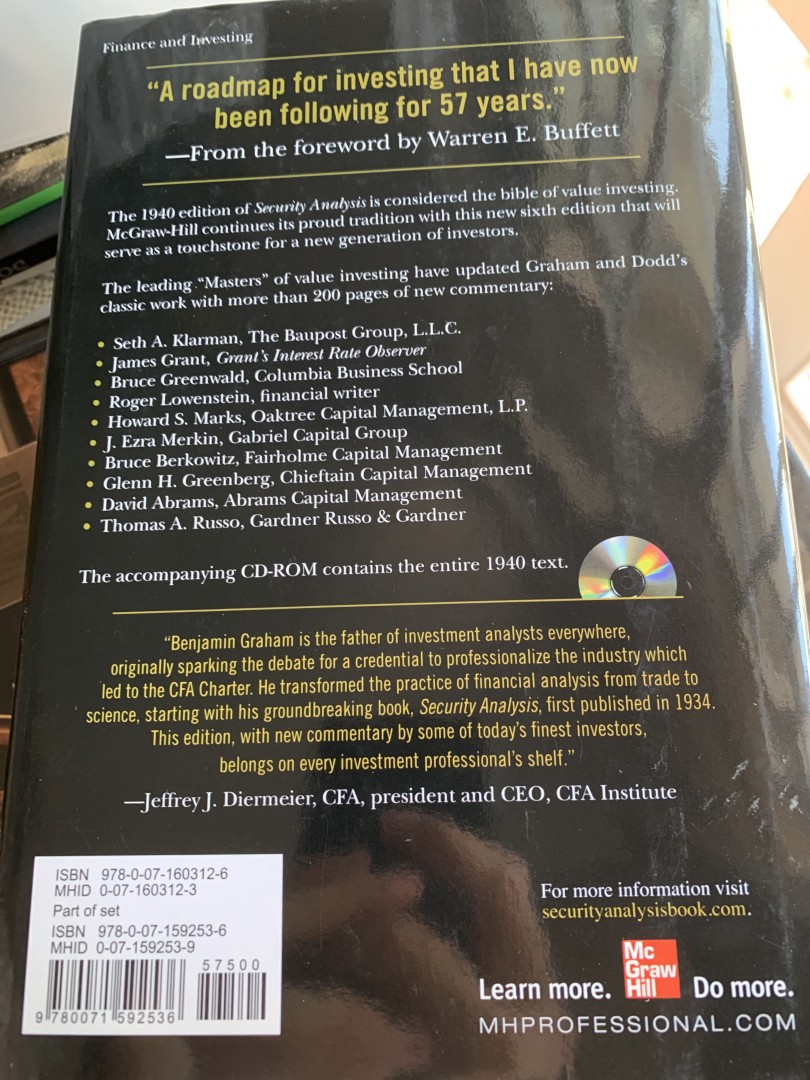 Finance and Investing
“A roadmap for investing that I have now
been following for 57 years.”
—From the foreword by Warren E. Buffett
The 1940 edition of Security Analysis is considered the bible of value investing.
McGraw-Hill continues its proud tradition with this new sixth edition that will
serve as a touchstone for a new generation of investors.
The leading “Masters” of value investing have updated Graham and Dodd’s
classic work with more than 200 pages of new commentary:
• Seth A. Klarman, The Baupost Group, L.L.C.
• James Grant, Grant’s Interest Rate Observer
• Bruce Greenwald, Columbia Business School
• Roger Lowenstein, financial writer
• Howard S. Marks, Oaktree Capital Management, L.P.
• J. Ezra Merkin, Gabriel Capital Group
• Bruce Berkowitz, Fairholme Capital Management
• Glenn H. Greenberg, Chieftain Capital Management
• David Abrams, Abrams Capital Management
• Thomas A. Russo, Gardner Russo & Gardner
The accompanying CD-ROM contains the entire 1940 text.
“Benjamin Graham is the father of investment analysts everywhere,
originally sparking the debate for a credential to professionalize the industry which
led to the CFA Charter. He transformed the practice of financial analysis from trade to
science, starting with his groundbreaking book, Security Analysis, first published in 1934.
This edition, with new commentary by some of today’s finest investors,
belongs on every investment professional’s shelf.”
—Jeffrey J. Diermeier, CFA, president and CEO, CFA Institute
ISBN 978-0-07-160312-6
MHID 0-07-160312-3
Part of set
ISBN 978-0-07-159253-6
MHID 0-07-159253-9
57500
9 780071 592536
For more information visit
securityanalysisbook.com.
Mc
Graw
Hill
Learn more. Do more.
MHPROFESSIONAL.COM